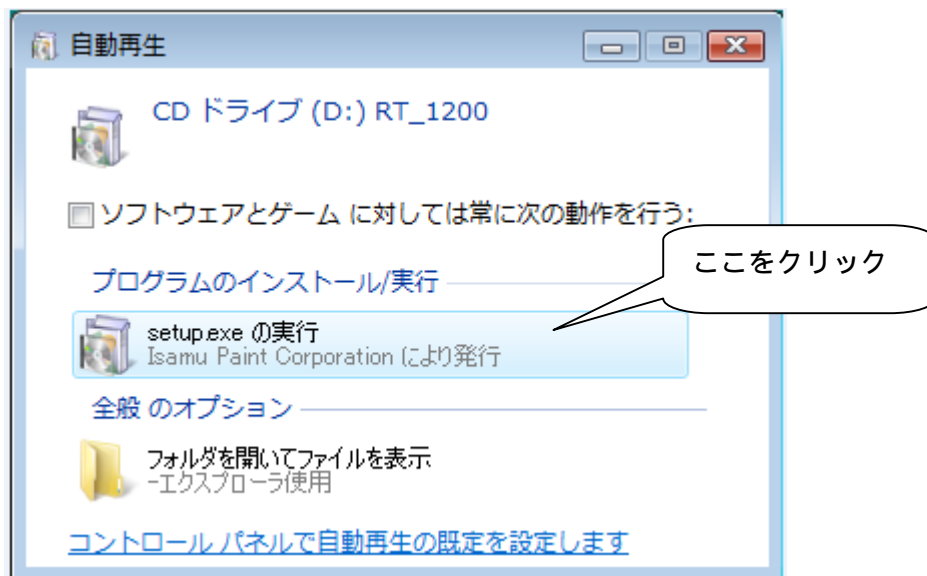 自動再生
CD ドライブ (D:) RT_1200
ソフトウェアとゲーム に対しては常に次の動作を行う:
ここをクリック
プログラムのインストール/実行
setup.exe の実行
Isamu Paint Corporation により発行
全般 のオプション
フォルダを開いてファイルを表示
-エクスプローラ使用
コントロール パネルで自動再生の既定を設定します